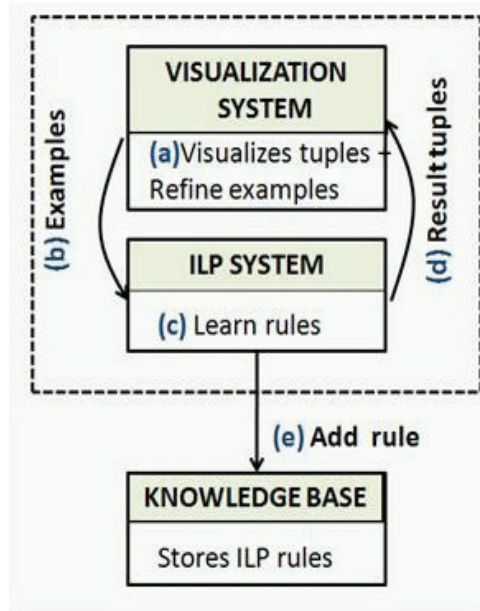 VISUALIZATION
SYSTEM
(a)Visualizes tuples –
Refine examples
(b) Examples
(d) Result tuples
ILP SYSTEM
(c) Learn rules
(e) Add rule
KNOWLEDGE BASE
Stores ILP rules